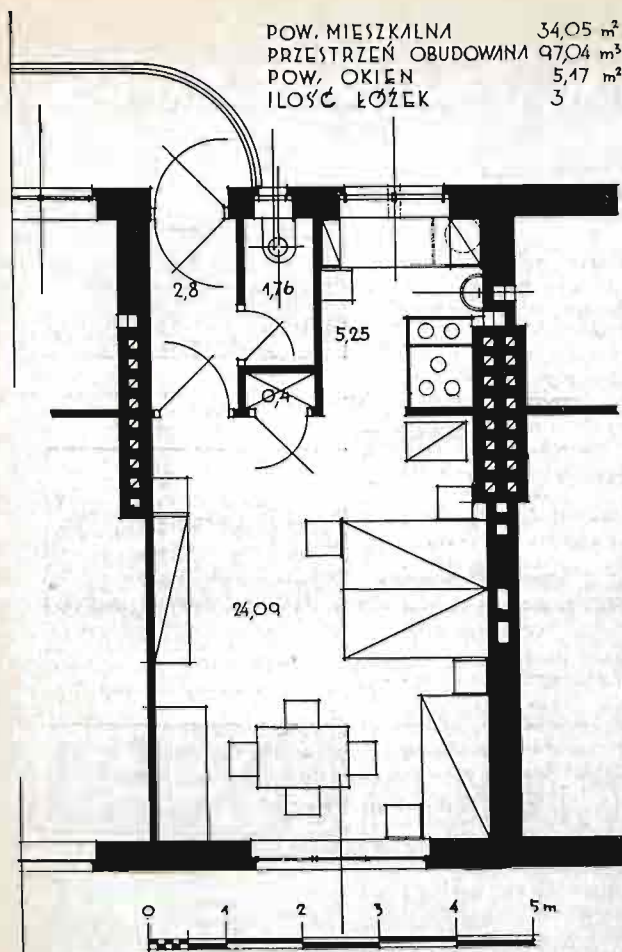 POW. MIESZKALNA 34,05 m²
PRZESTRZEŃ OBUDOWANA 97,04 m³
POW. OKIEN 5,17 m²
ILOŚĆ ŁÓŻEK 3
2,8
1,76
5,25
0,4
24,09
0 1 2 3 4 5 m